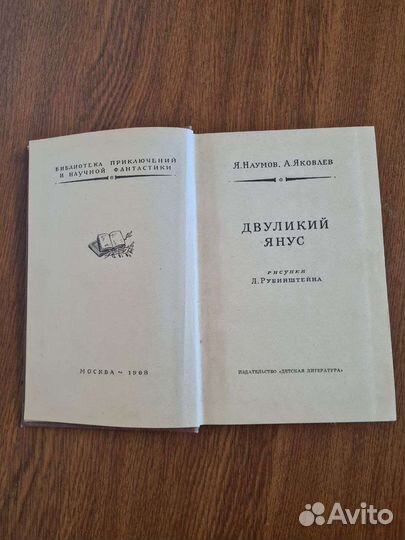 БИБЛИОТЕКА ПРИКЛЮЧЕНИЙ
И НАУЧНОЙ ФАНТАСТИКИ
МОСКВА ~ 1968
Я. НАУМОВ, А. ЯКОВЛЕВ
ДВУЛИКИЙ
ЯНУС
РИСУНКИ
Л. РУБИНШТЕЙНА
ИЗДАТЕЛЬСТВО «ДЕТСКАЯ ЛИТЕРАТУРА»
Avito